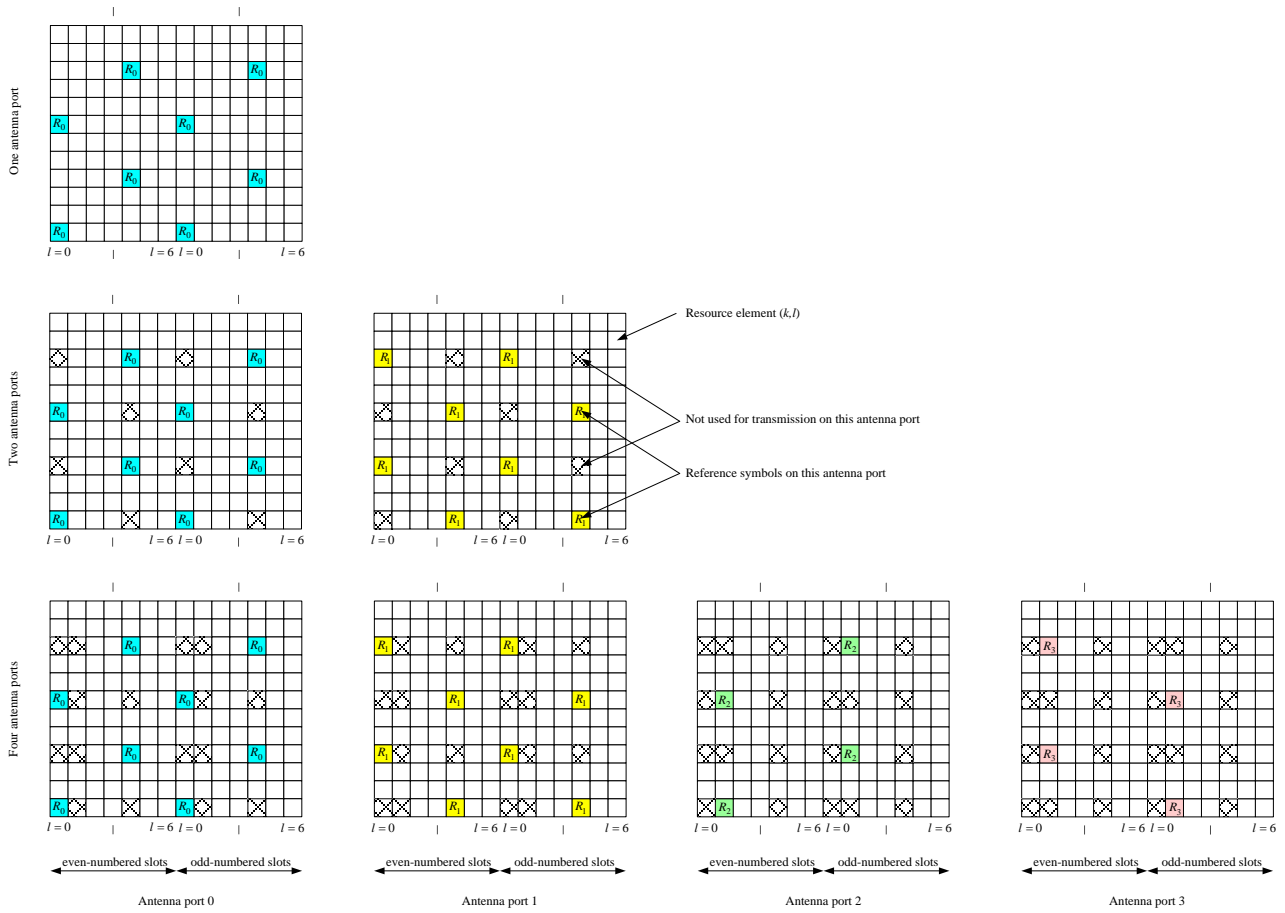 One antenna port
R0 R0
R0 R0
R0 R0
R0 R0
l = 0 l = 6 l = 0 l = 6
Two antenna ports
Resource element (k,l)
R0 R0 R1 R1
R0 R0 R1 R1
Not used for transmission on this antenna port
R0 R0 R1 R1
Reference symbols on this antenna port
R0 R0 R1 R1
l = 0 l = 6 l = 0 l = 6 l = 0 l = 6 l = 0 l = 6
Four antenna ports
R0 R0 R1 R1 R2 R3
R0 R0 R1 R1 R2 R3
R0 R0 R1 R1 R2 R3
R0 R0 R1 R1 R2 R3
l = 0 l = 6 l = 0 l = 6 l = 0 l = 6 l = 0 l = 6 l = 0 l = 6 l = 0 l = 6 l = 0 l = 6 l = 0 l = 6
even-numbered slots odd-numbered slots even-numbered slots odd-numbered slots even-numbered slots odd-numbered slots even-numbered slots odd-numbered slots
Antenna port 0 Antenna port 1 Antenna port 2 Antenna port 3